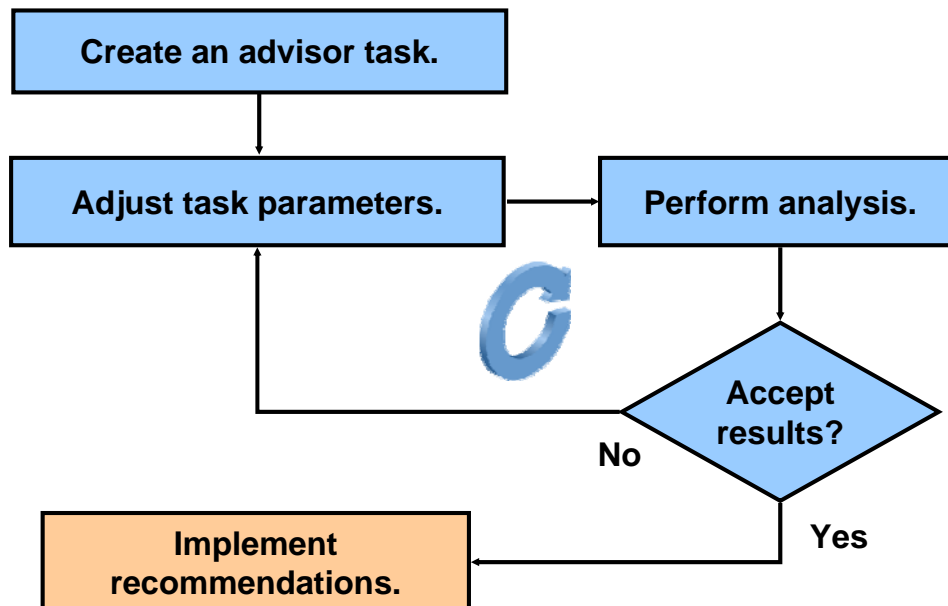 Create an advisor task.
Adjust task parameters.
Perform analysis.
Accept
results?
No
Yes
Implement
recommendations.